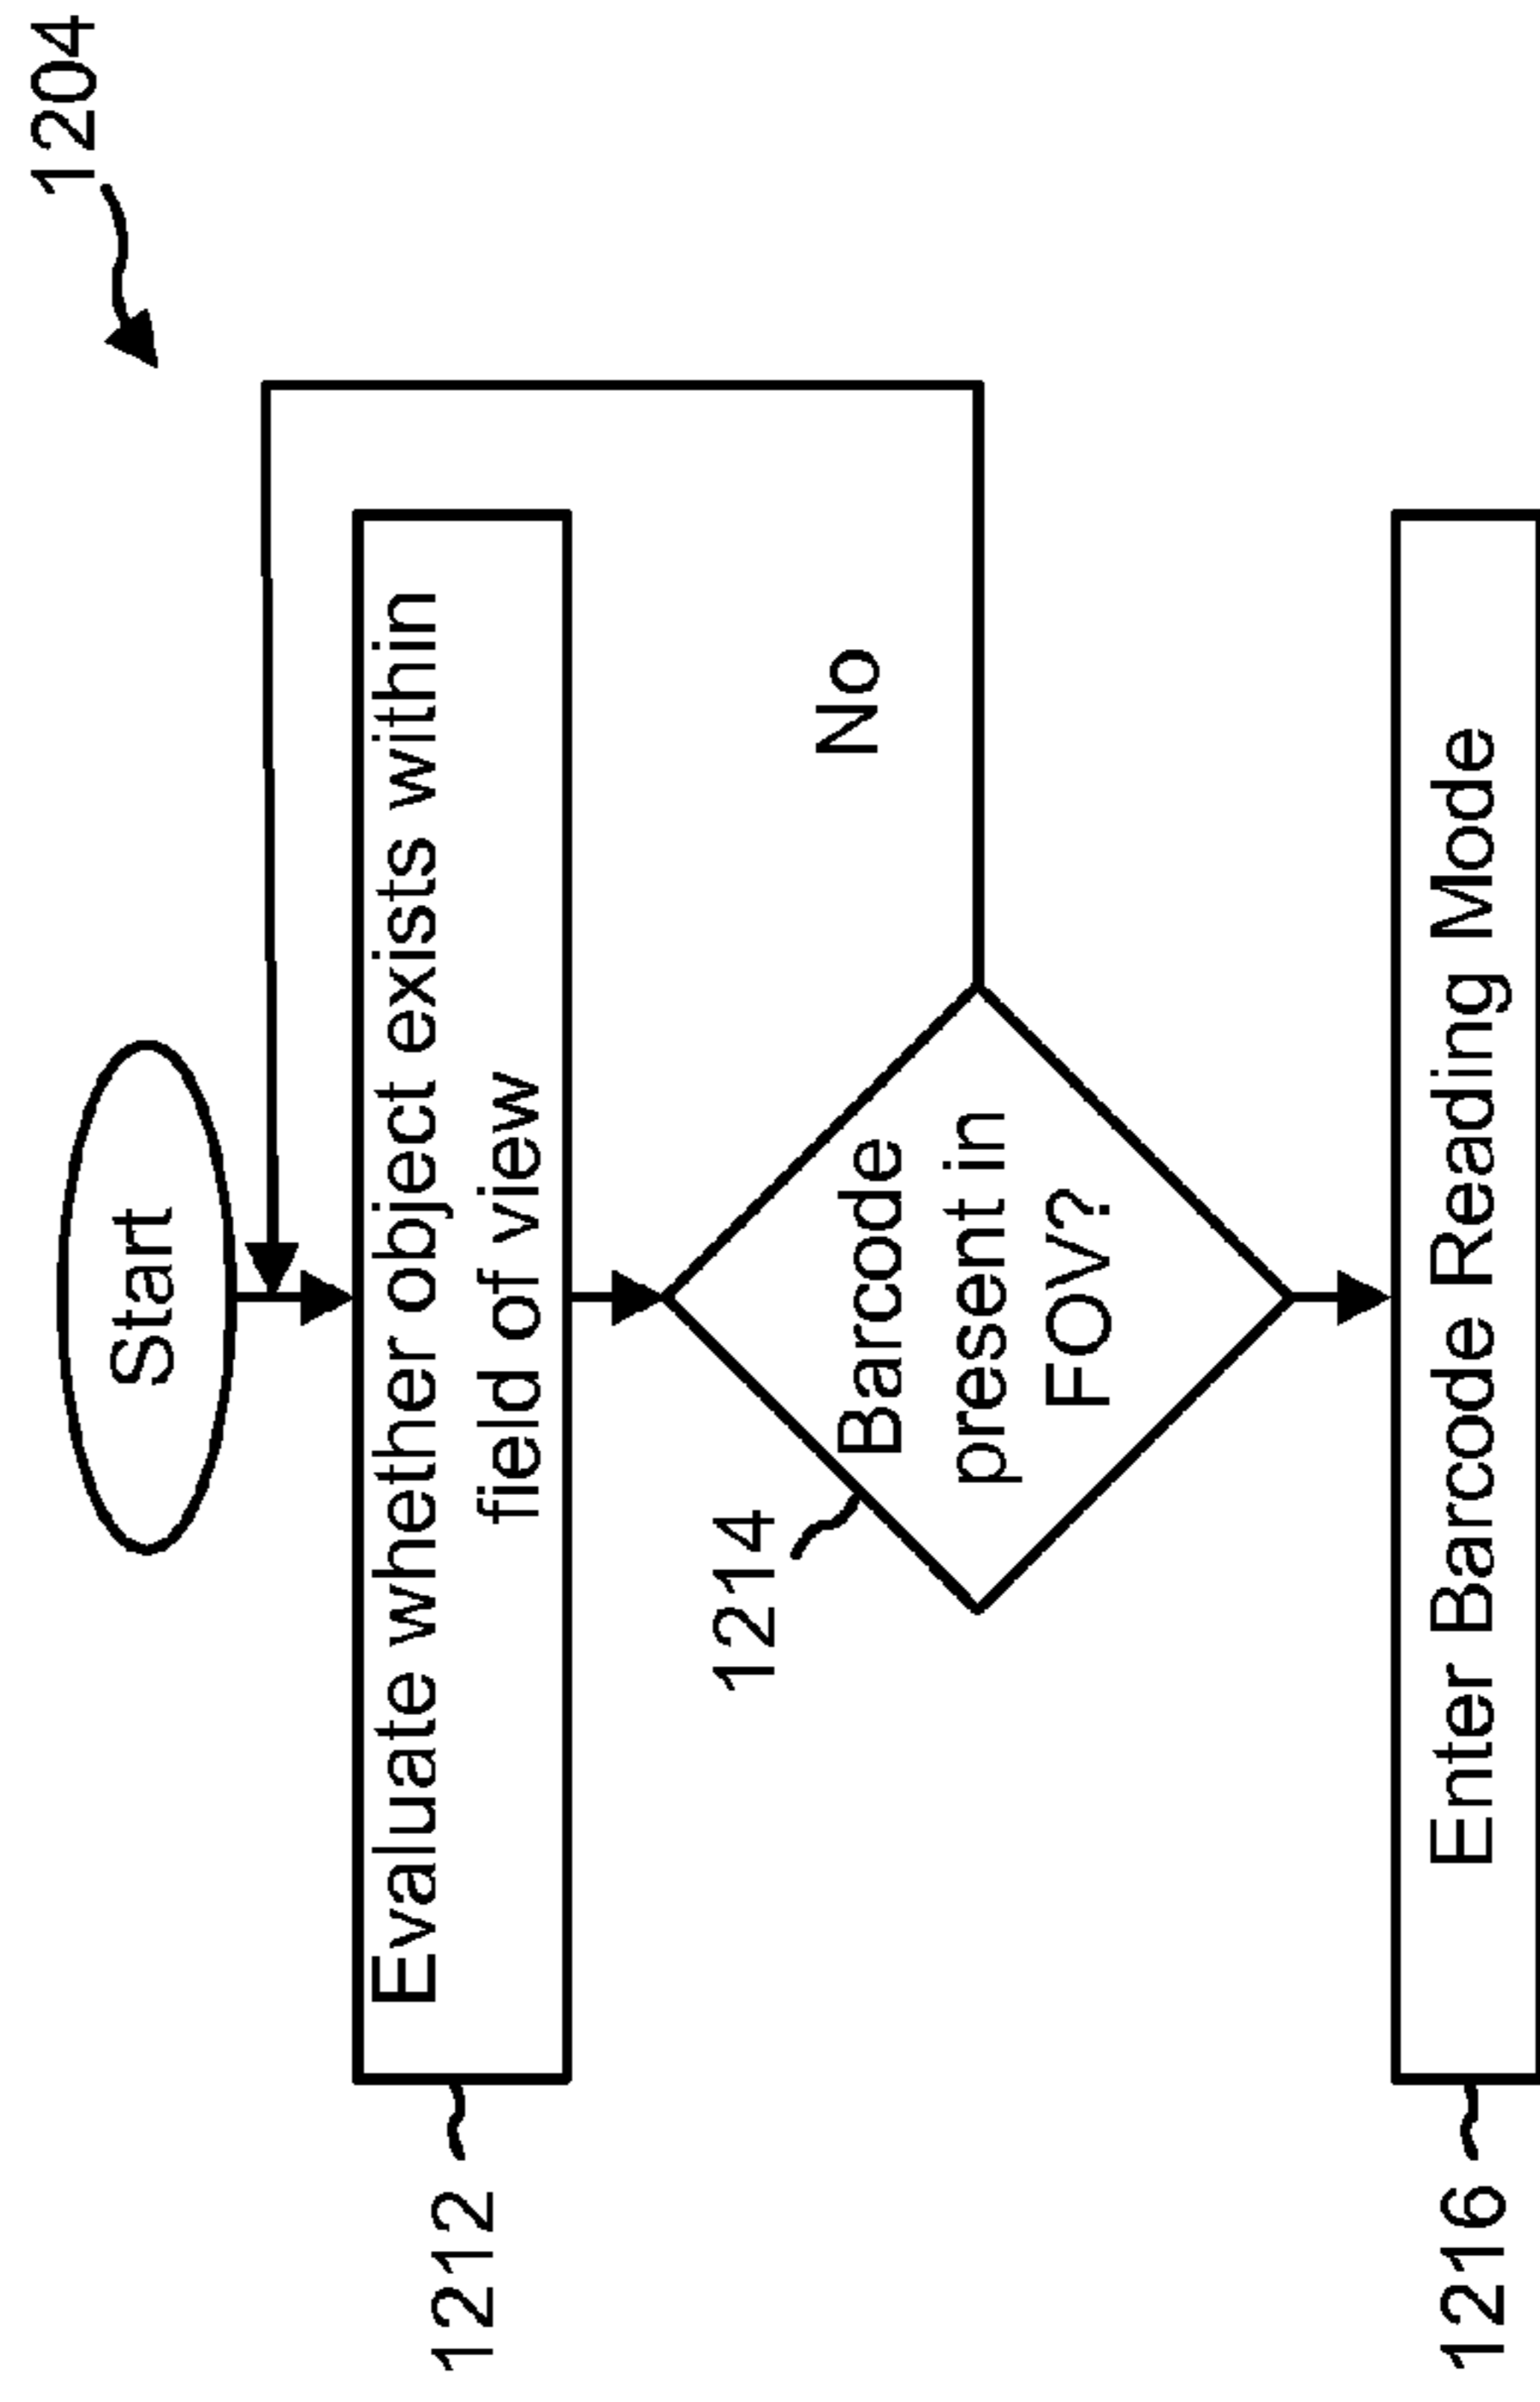 1204
Start
1212
Evaluate whether object exists within
field of view
1214
Barcode
present in
FOV?
No
1216
Enter Barcode Reading Mode